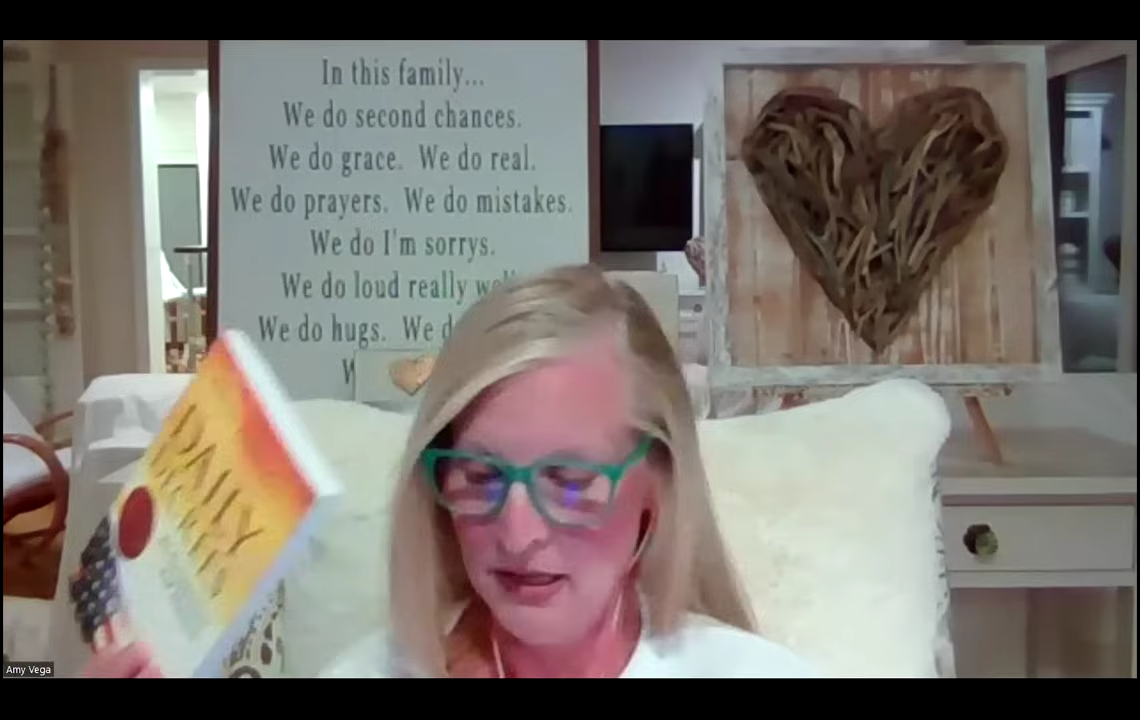 In this family...
We do second chances.
We do grace. We do real.
We do prayers. We do mistakes.
We do I'm sorrys.
We do loud really
We do hugs. We
DAILY
Amy Vega